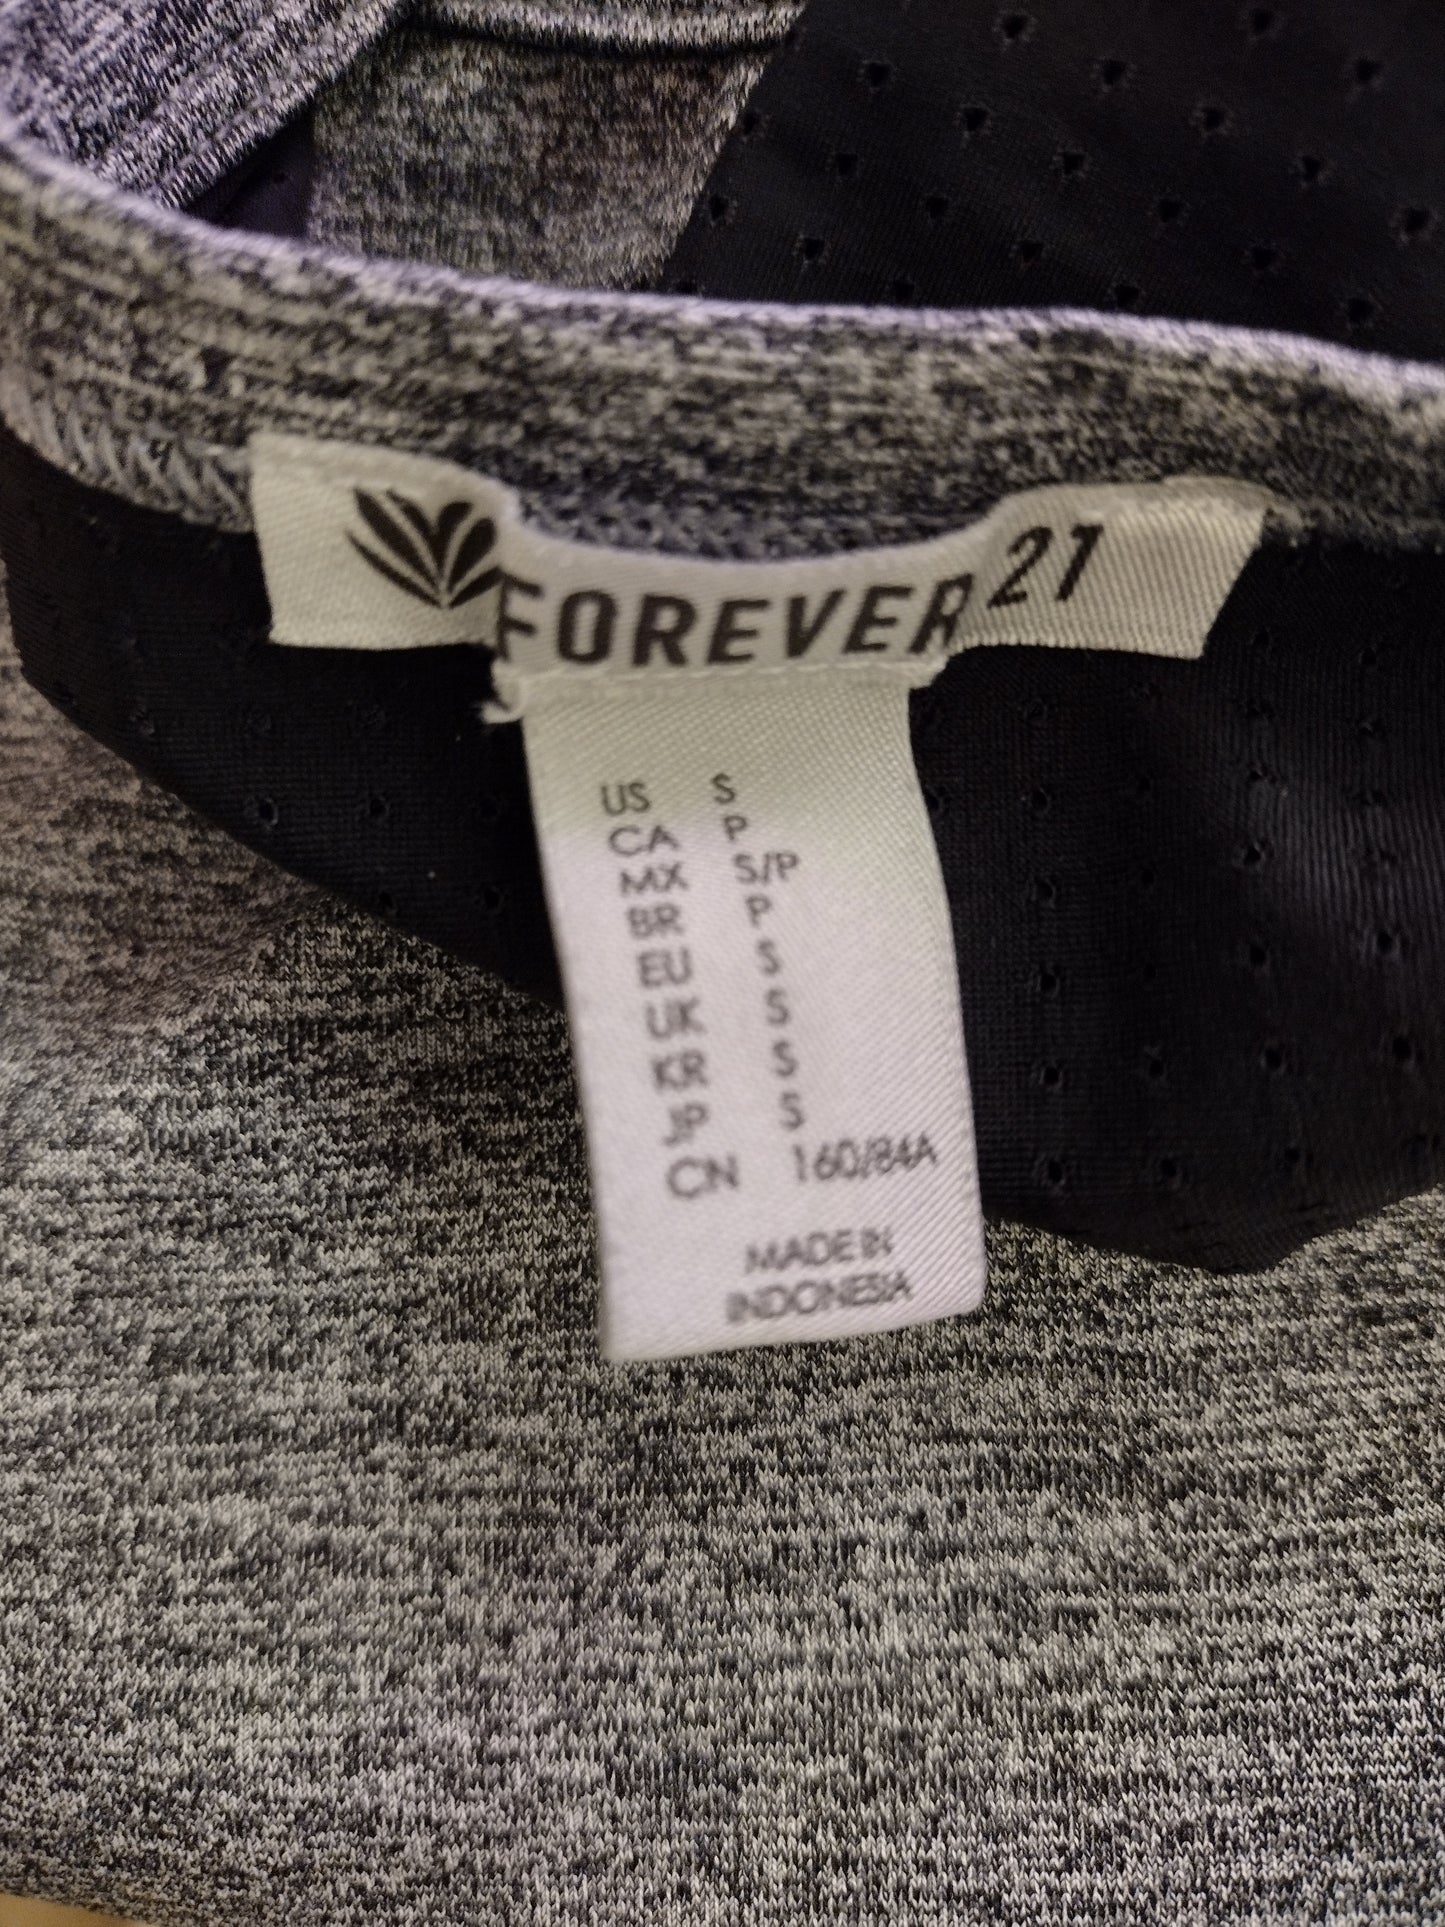 FOREVER 21
US S
CA P
MX S/P
BR P
EU S
UK S
KR S
JP S
CN 160/84A
MADE IN
INDONESIA